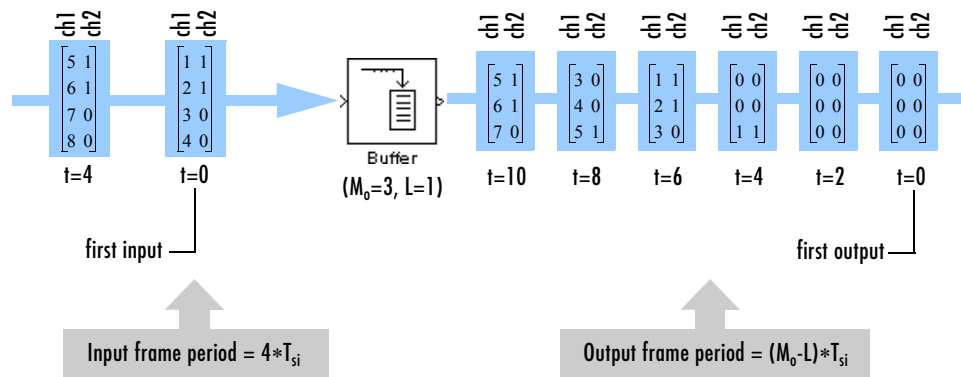 ch1 ch2 ch1 ch2 ch1 ch2 ch1 ch2 ch1 ch2 ch1 ch2 ch1 ch2 ch1 ch2
5 1 1 1 5 1 3 0 1 1 0 0 0 0 0 0
6 1 2 1 6 1 4 0 2 1 0 0 0 0 0 0
7 0 3 0 7 0 5 1 3 0 1 1 0 0 0 0
8 0 4 0
Buffer
t=4 t=0 (Mₒ=3, L=1) t=10 t=8 t=6 t=4 t=2 t=0
first input first output
Input frame period = 4*Tₛᵢ Output frame period = (Mₒ-L)*Tₛᵢ